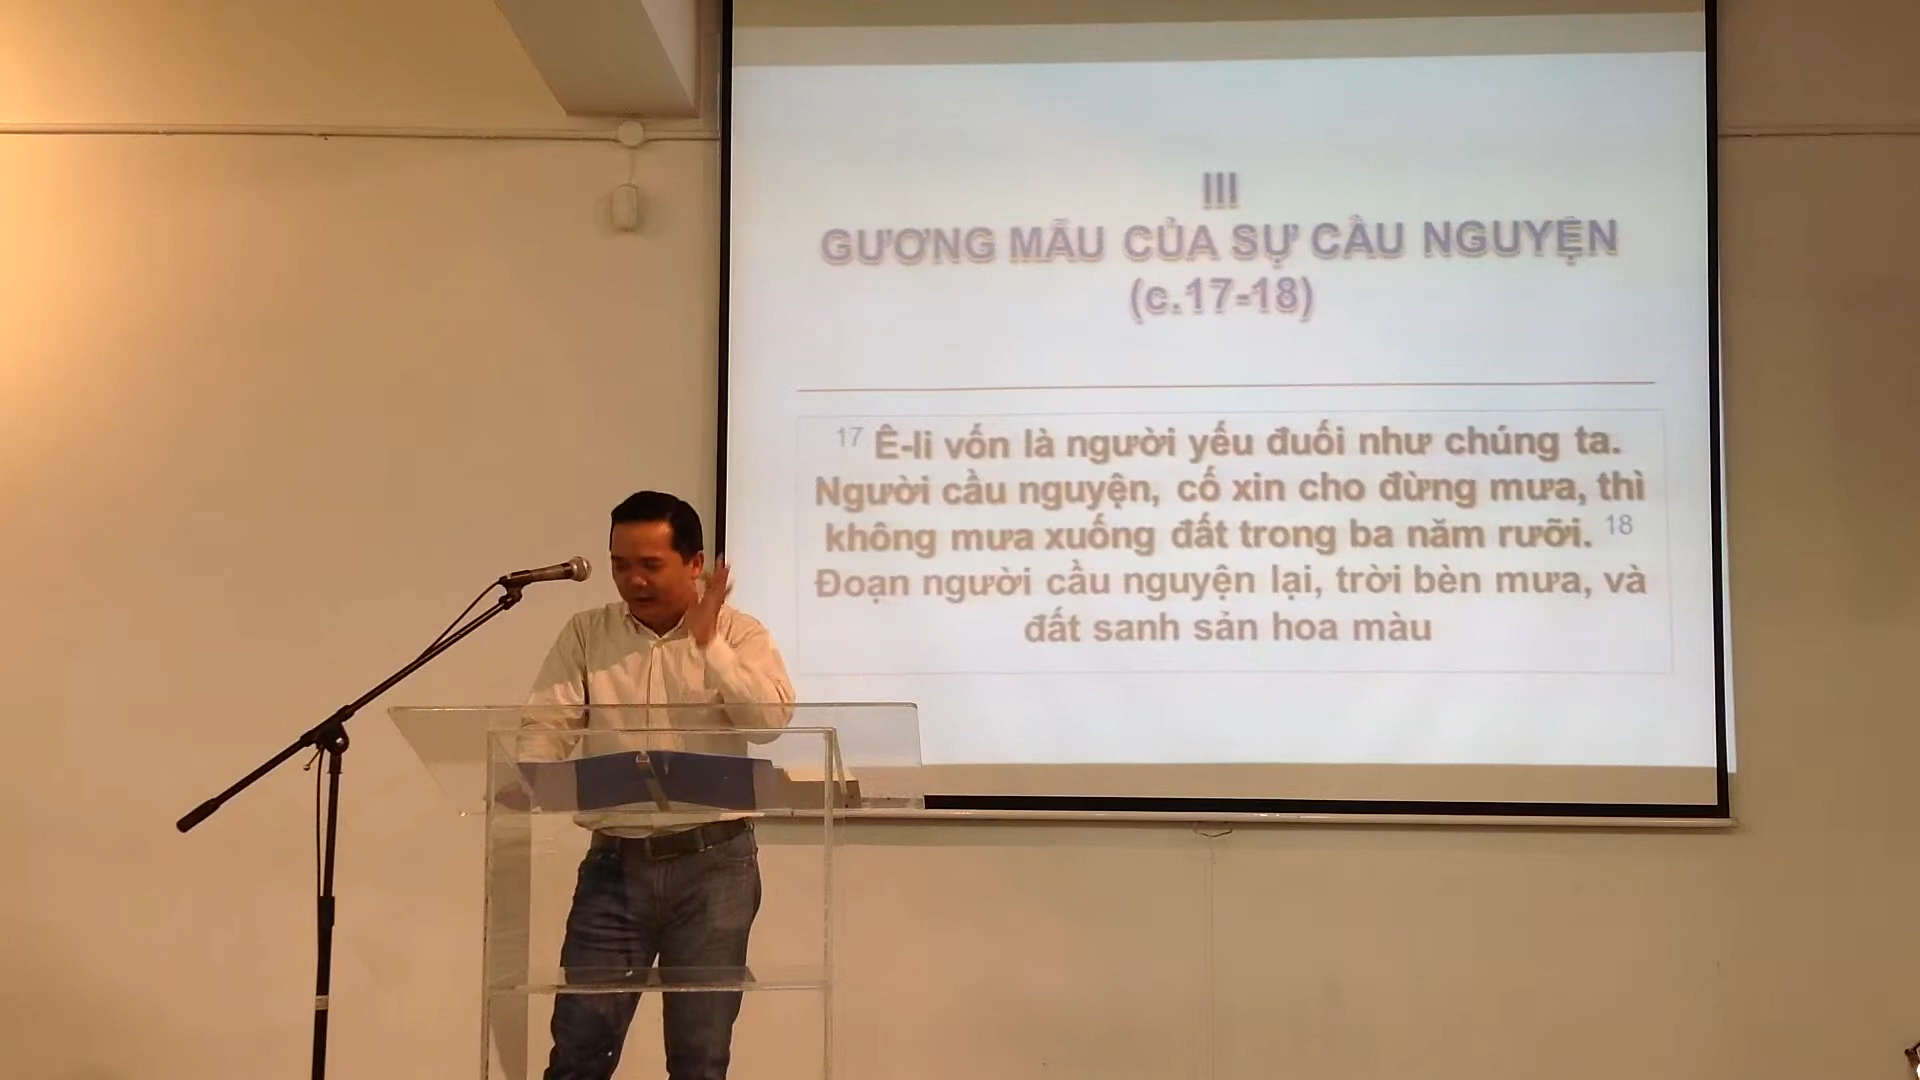 III
GƯƠNG MẪU CỦA SỰ CẦU NGUYỆN
(c.17-18)
17 Ê-li vốn là người yếu đuối như chúng ta.
Người cầu nguyện, cố xin cho đừng mưa, thì
không mưa xuống đất trong ba năm rưỡi. 18
Đoạn người cầu nguyện lại, trời bèn mưa, và
đất sanh sản hoa màu